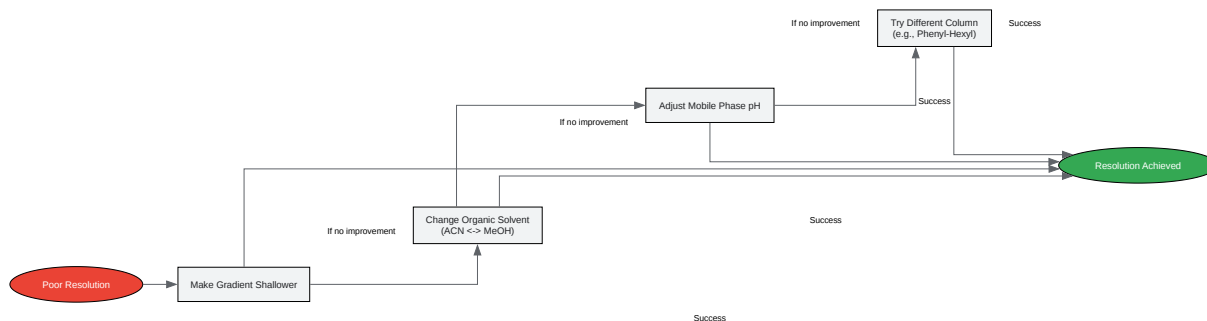 If no improvement
Try Different Column
(e.g., Phenyl-Hexyl)
Success
Adjust Mobile Phase pH
Success
If no improvement
Resolution Achieved
Change Organic Solvent
(ACN <-> MeOH)
Success
If no improvement
Poor Resolution
Make Gradient Shallower
Success